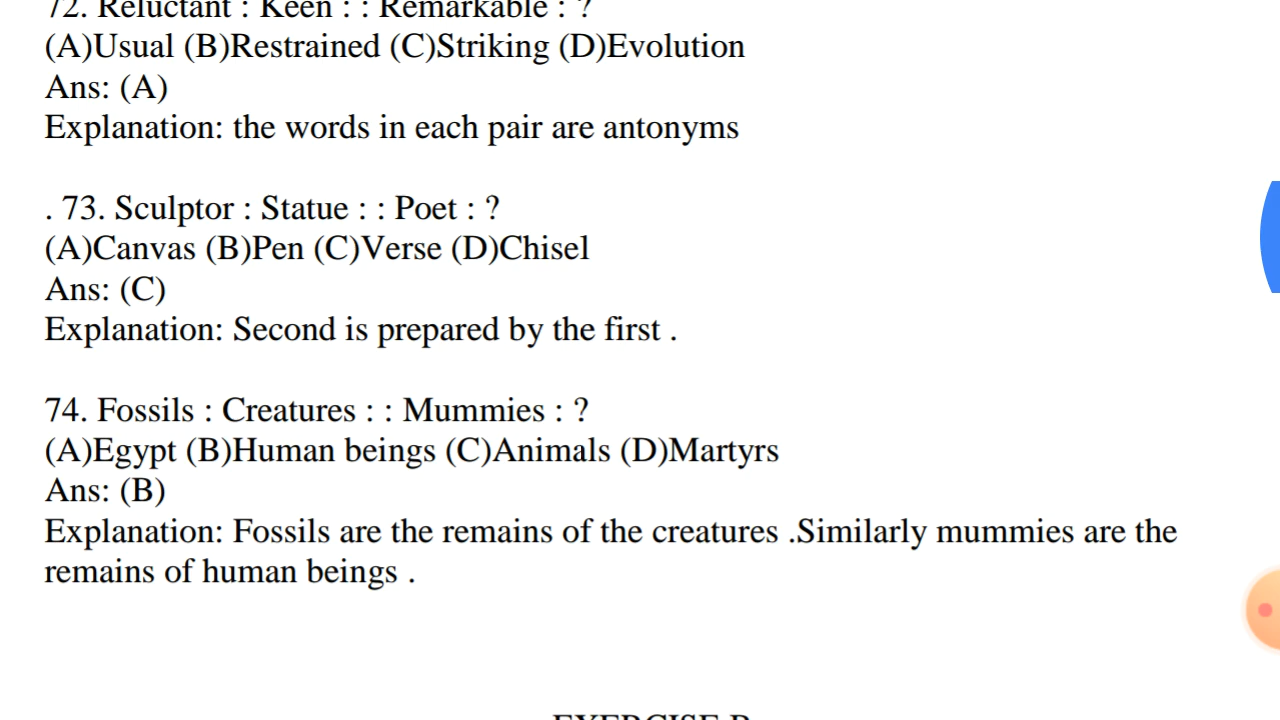 72. Reluctant : Keen : : Remarkable : ?
(A)Usual (B)Restrained (C)Striking (D)Evolution
Ans: (A)
Explanation: the words in each pair are antonyms
. 73. Sculptor : Statue : : Poet : ?
(A)Canvas (B)Pen (C)Verse (D)Chisel
Ans: (C)
Explanation: Second is prepared by the first .
74. Fossils : Creatures : : Mummies : ?
(A)Egypt (B)Human beings (C)Animals (D)Martyrs
Ans: (B)
Explanation: Fossils are the remains of the creatures .Similarly mummies are the
remains of human beings .
EXERCISE B